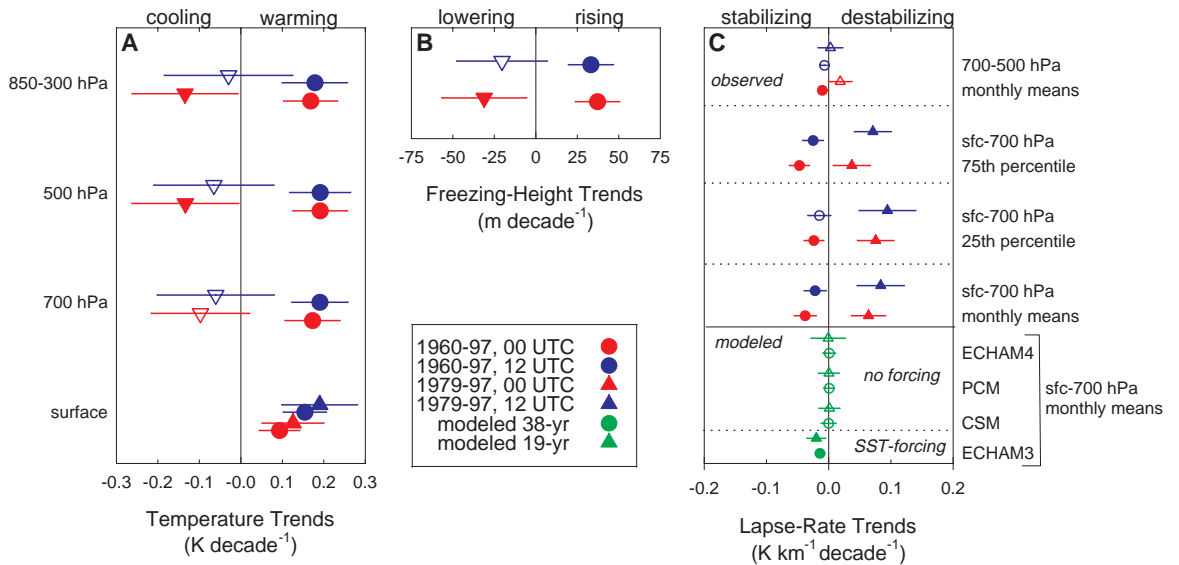 cooling warming
A
850-300 hPa
500 hPa
700 hPa
surface
-0.3 -0.2 -0.1 -0.0 0.1 0.2 0.3
Temperature Trends
(K decade⁻¹)
lowering rising
B
-75 -50 -25 0 25 50 75
Freezing-Height Trends
(m decade⁻¹)
1960-97, 00 UTC
1960-97, 12 UTC
1979-97, 00 UTC
1979-97, 12 UTC
modeled 38-yr
modeled 19-yr
stabilizing destabilizing
C
observed
700-500 hPa
monthly means
sfc-700 hPa
75th percentile
sfc-700 hPa
25th percentile
sfc-700 hPa
monthly means
modeled
ECHAM4
no forcing
PCM
CSM
SST-forcing
ECHAM3
sfc-700 hPa
monthly means
-0.2 -0.1 0.0 0.1 0.2
Lapse-Rate Trends
(K km⁻¹ decade⁻¹)